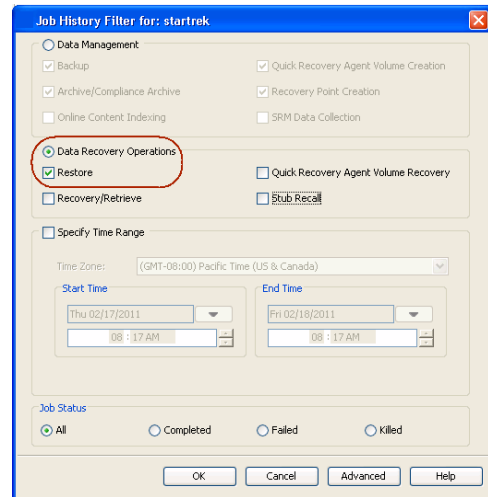 Job History Filter for: startrek
Data Management
Backup
Quick Recovery Agent Volume Creation
Archive/Compliance Archive
Recovery Point Creation
Online Content Indexing
SRM Data Collection
Data Recovery Operations
Restore
Quick Recovery Agent Volume Recovery
Recovery/Retrieve
Stub Recall
Specify Time Range
Time Zone:
(GMT-08:00) Pacific Time (US & Canada)
Start Time
End Time
Thu 02/17/2011
Fri 02/18/2011
08 : 17 AM
08 : 17 AM
Job Status
All
Completed
Failed
Killed
OK
Cancel
Advanced
Help